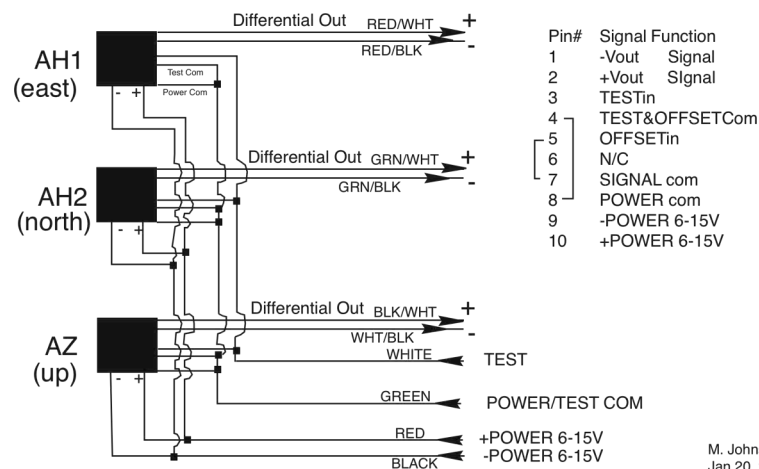 Differential Out RED/WHT +
RED/BLK -
AH1
(east)
Test Com
Power Com
- +
Differential Out GRN/WHT +
GRN/BLK -
AH2
(north)
- +
Differential Out BLK/WHT +
WHT/BLK -
AZ
(up)
- +
WHITE TEST
GREEN POWER/TEST COM
RED +POWER 6-15V
BLACK -POWER 6-15V
Pin# Signal Function
1 -Vout Signal
2 +Vout SIgnal
3 TESTin
4 TEST&OFFSETCom
5 OFFSETin
6 N/C
7 SIGNAL com
8 POWER com
9 -POWER 6-15V
10 +POWER 6-15V
M. John
Jan 20